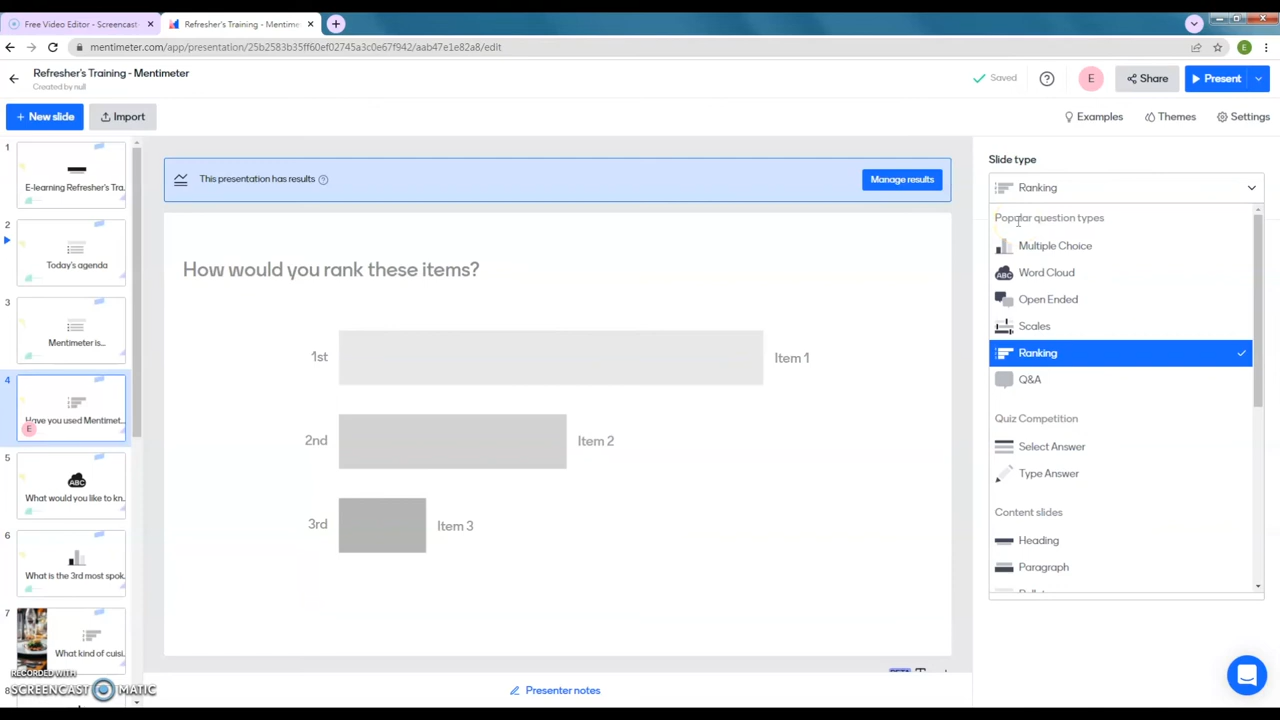 Free Video Editor - Screencast
Refresher's Training - Mentime
mentimeter.com/app/presentation/25b2583b35ff60ef02745a3c0e67f942/aab47e1e82a8/edit
E
Refresher's Training - Mentimeter
Created by null
Saved
E
Share
Present
+ New slide
Import
Examples
Themes
Settings
1
E-learning Refresher's Tra.
2
Today's agenda
3
Mentimeter is...
4
Have you used Mentimet..
E
5
ABC
What would you like to kn.
6
What is the 3rd most spok.
7
What kind of cuisi.
8
This presentation has results
Manage results
How would you rank these items?
1st
Item 1
2nd
Item 2
3rd
Item 3
BETA
Presenter notes
Slide type
Ranking
Popular question types
Multiple Choice
ABC
Word Cloud
Open Ended
Scales
Ranking
Q&A
Quiz Competition
Select Answer
Type Answer
Content slides
Heading
Paragraph
RECORDED WITH
SCREENCAST MATIC